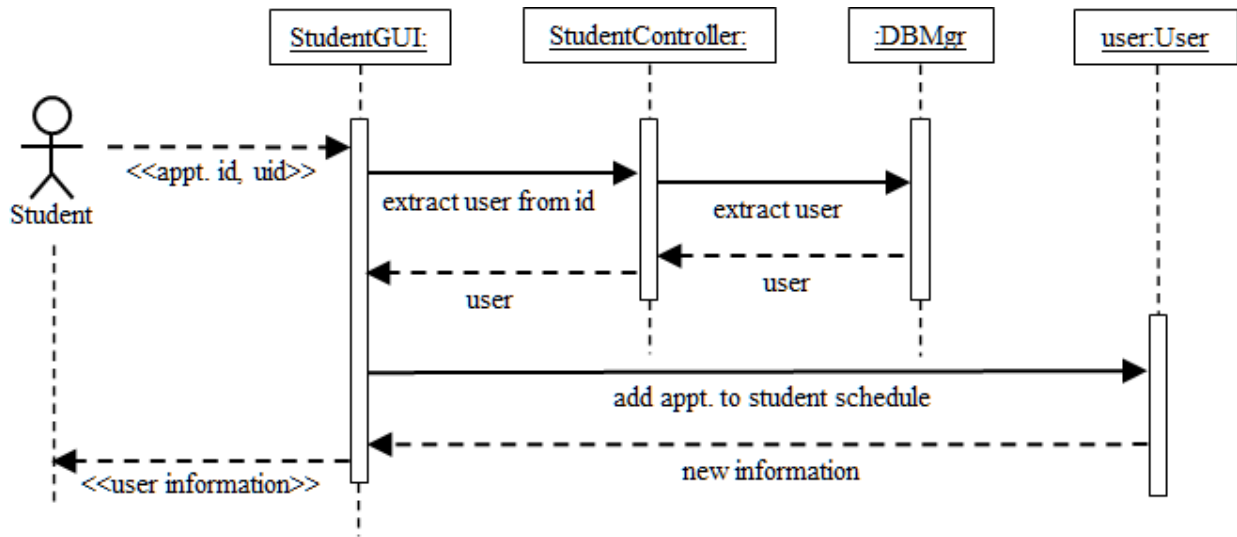 StudentGUI:
StudentController:
:DBMgr
user:User
<<appt. id, uid>>
Student
extract user from id
extract user
user
user
add appt. to student schedule
new information
<<user information>>